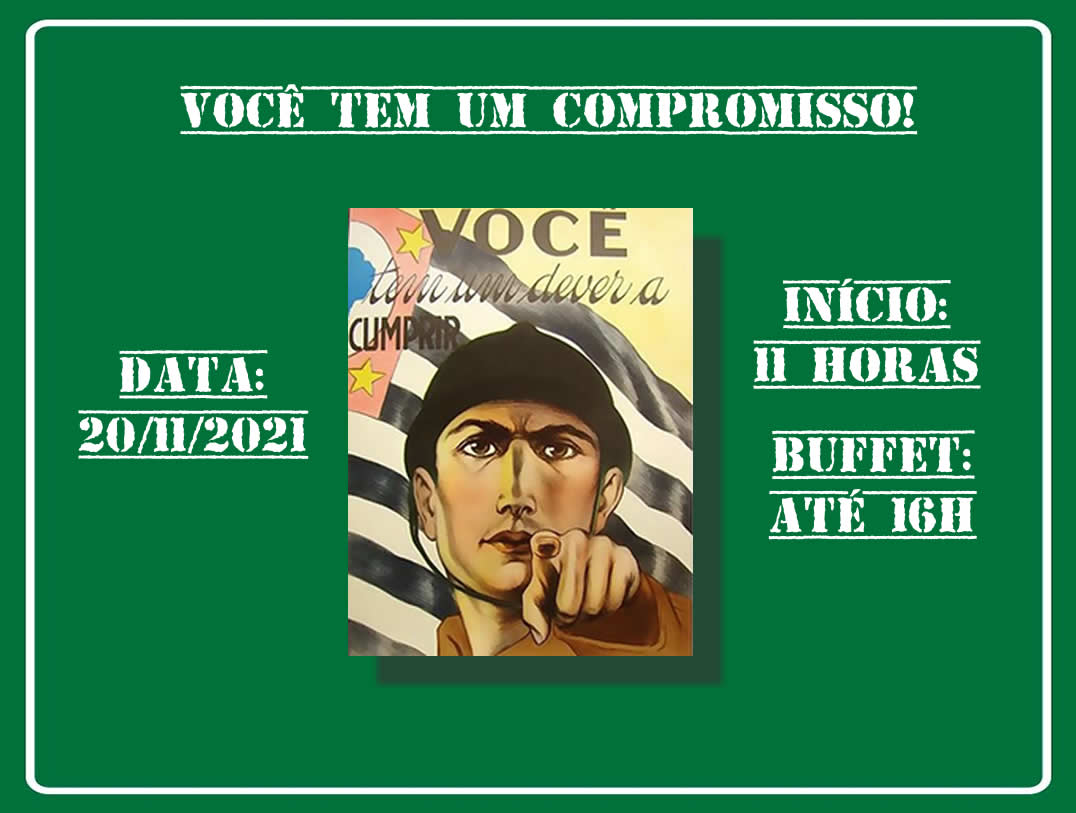 VOCÊ TEM UM COMPROMISSO!
VOCÊ
tem um dever a
CUMPRIR
DATA:
20/11/2021
INÍCIO:
11 HORAS
BUFFET:
ATÉ 16H